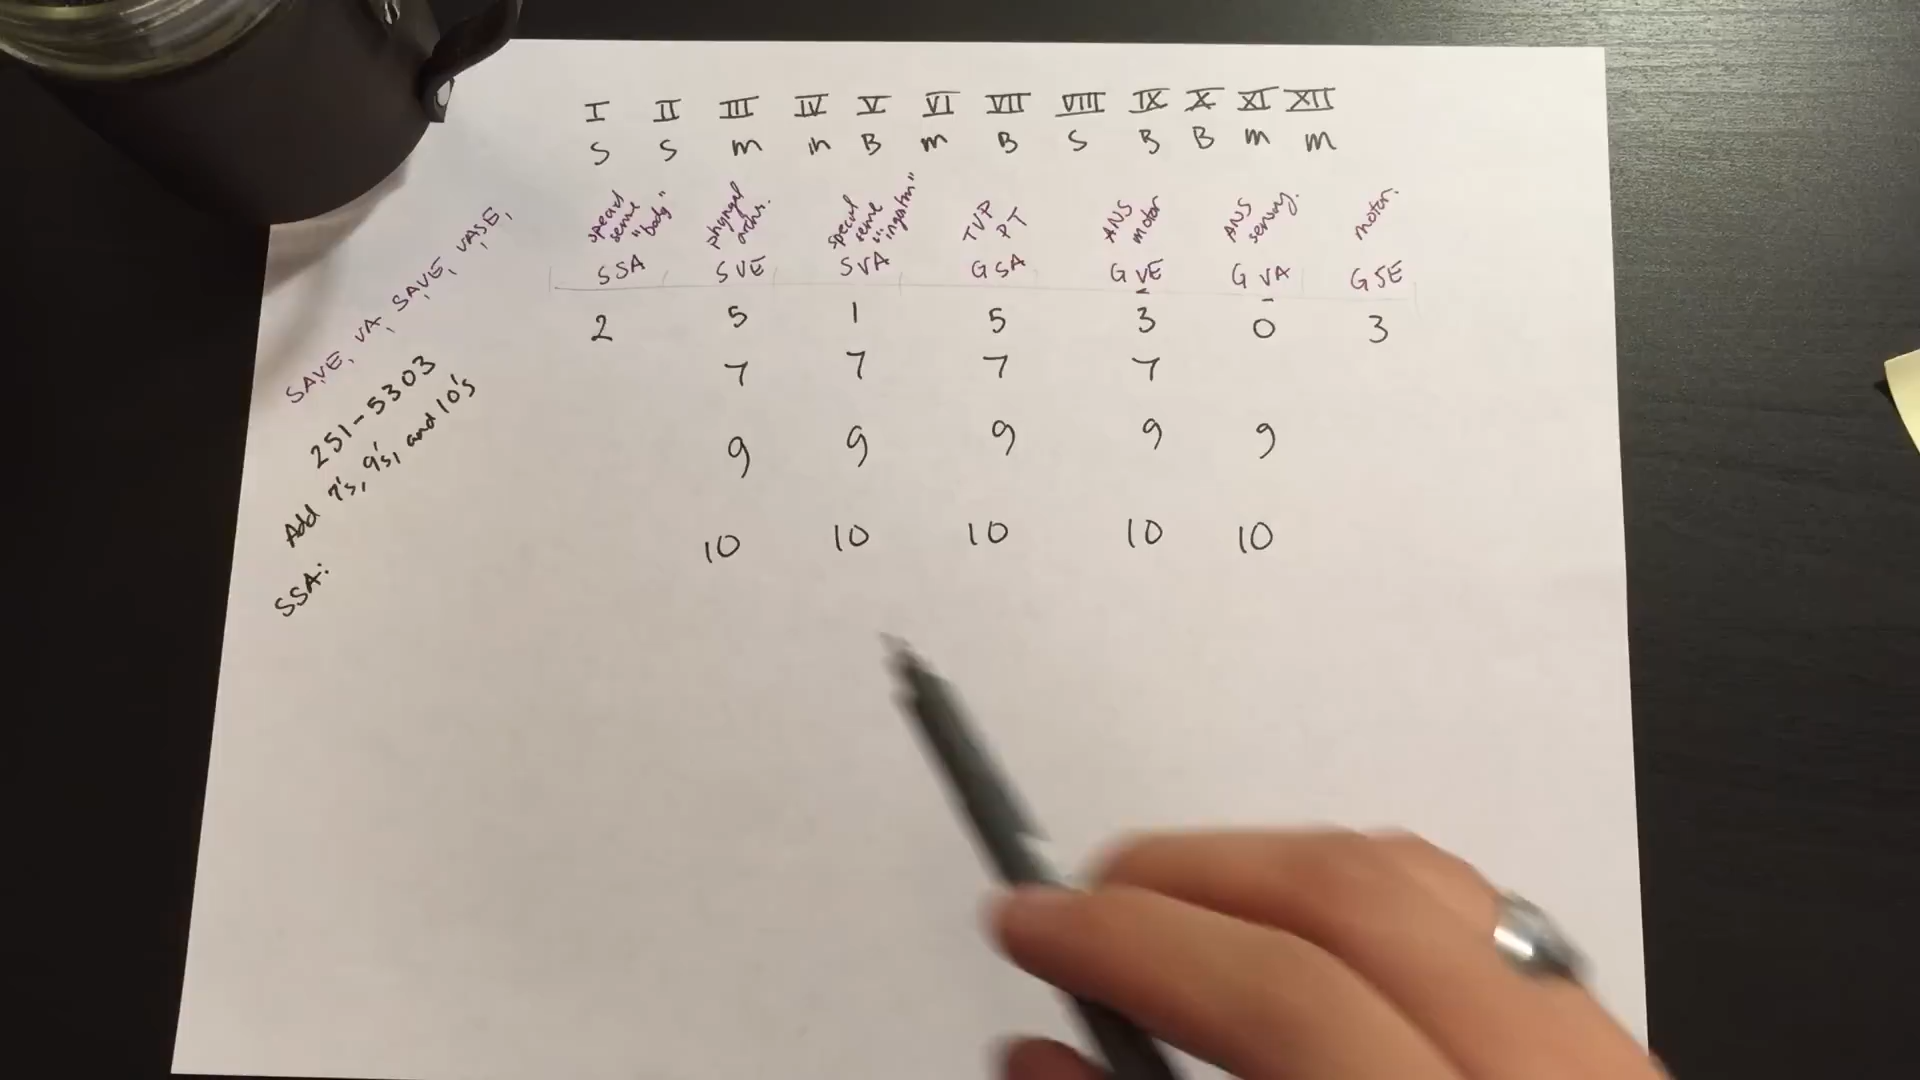 I II III IV V VI VII VIII IX X XI XII
S S m m B m B S B B m m
special sense "body"
pharyngeal arches.
special sense "ingestion"
TVP PT
ANS motor
ANS sensory.
motor.
SSA SVE SVA GSA GVE GVA GSE
2 5 1 5 3 0 3
7 7 7 7
9 9 9 9 9
10 10 10 10 10
SAVE, VA, SAVE, VASE,
251-5303
Add 7's, 9's, and 10's
SSA: